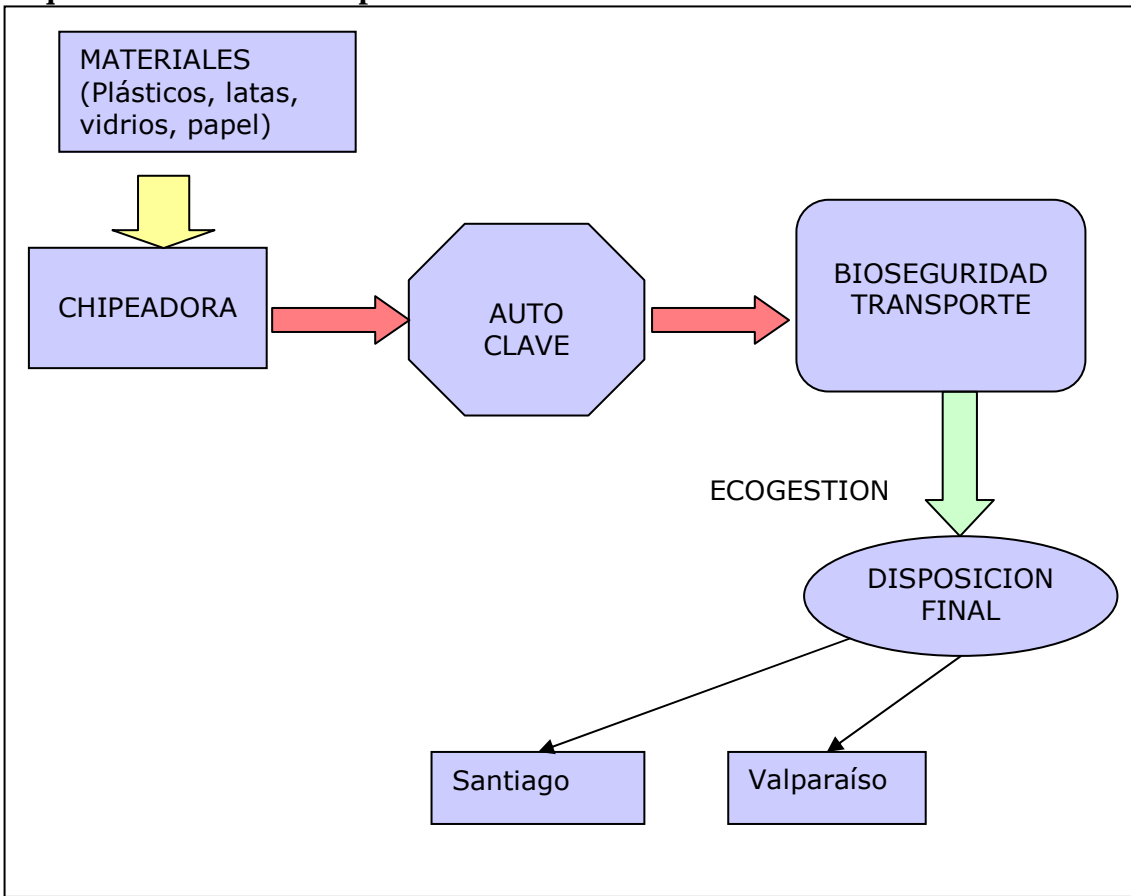 MATERIALES
(Plásticos, latas,
vidrios, papel)
CHIPEADORA
AUTO
CLAVE
BIOSEGURIDAD
TRANSPORTE
ECOGESTION
DISPOSICION
FINAL
Santiago
Valparaíso